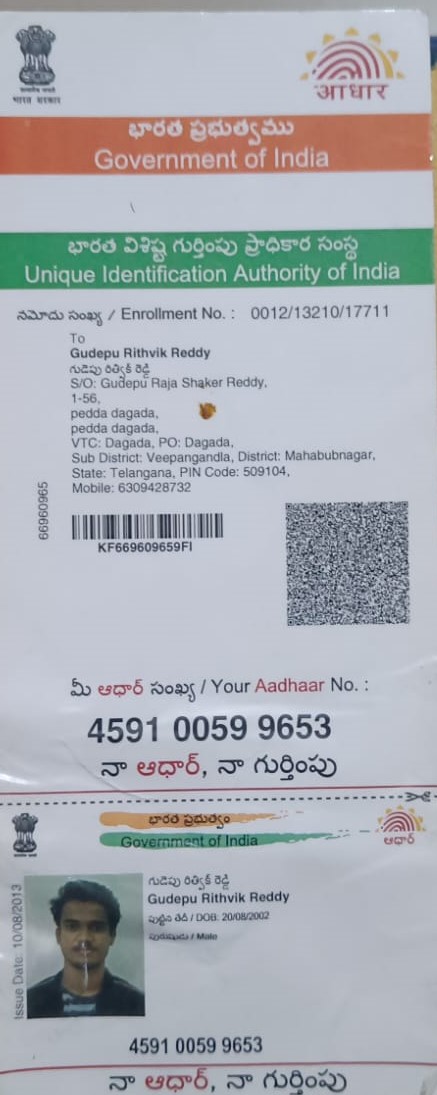 भारत सरकार
आधार
భారత ప్రభుత్వము
Government of India
భారత విశిష్ట గుర్తింపు ప్రాధికార సంస్థ
Unique Identification Authority of India
నమోదు సంఖ్య / Enrollment No. : 0012/13210/17711
To
Gudepu Rithvik Reddy
గుడెపు రిత్విక్ రెడ్డి
S/O: Gudepu Raja Shaker Reddy,
1-56,
pedda dagada,
pedda dagada,
VTC: Dagada, PO: Dagada,
Sub District: Veepangandla, District: Mahabubnagar,
State: Telangana, PIN Code: 509104,
Mobile: 6309428732
66960965
KF669609659FI
మీ ఆధార్ సంఖ్య / Your Aadhaar No. :
4591 0059 9653
నా ఆధార్, నా గుర్తింపు
భారత ప్రభుత్వం
Government of India
ఆధార్
Issue Date: 10/08/2013
గుడెపు రిత్విక్ రెడ్డి
Gudepu Rithvik Reddy
పుట్టిన తేదీ / DOB: 20/08/2002
పురుషుడు / Male
4591 0059 9653
నా ఆధార్, నా గుర్తింపు